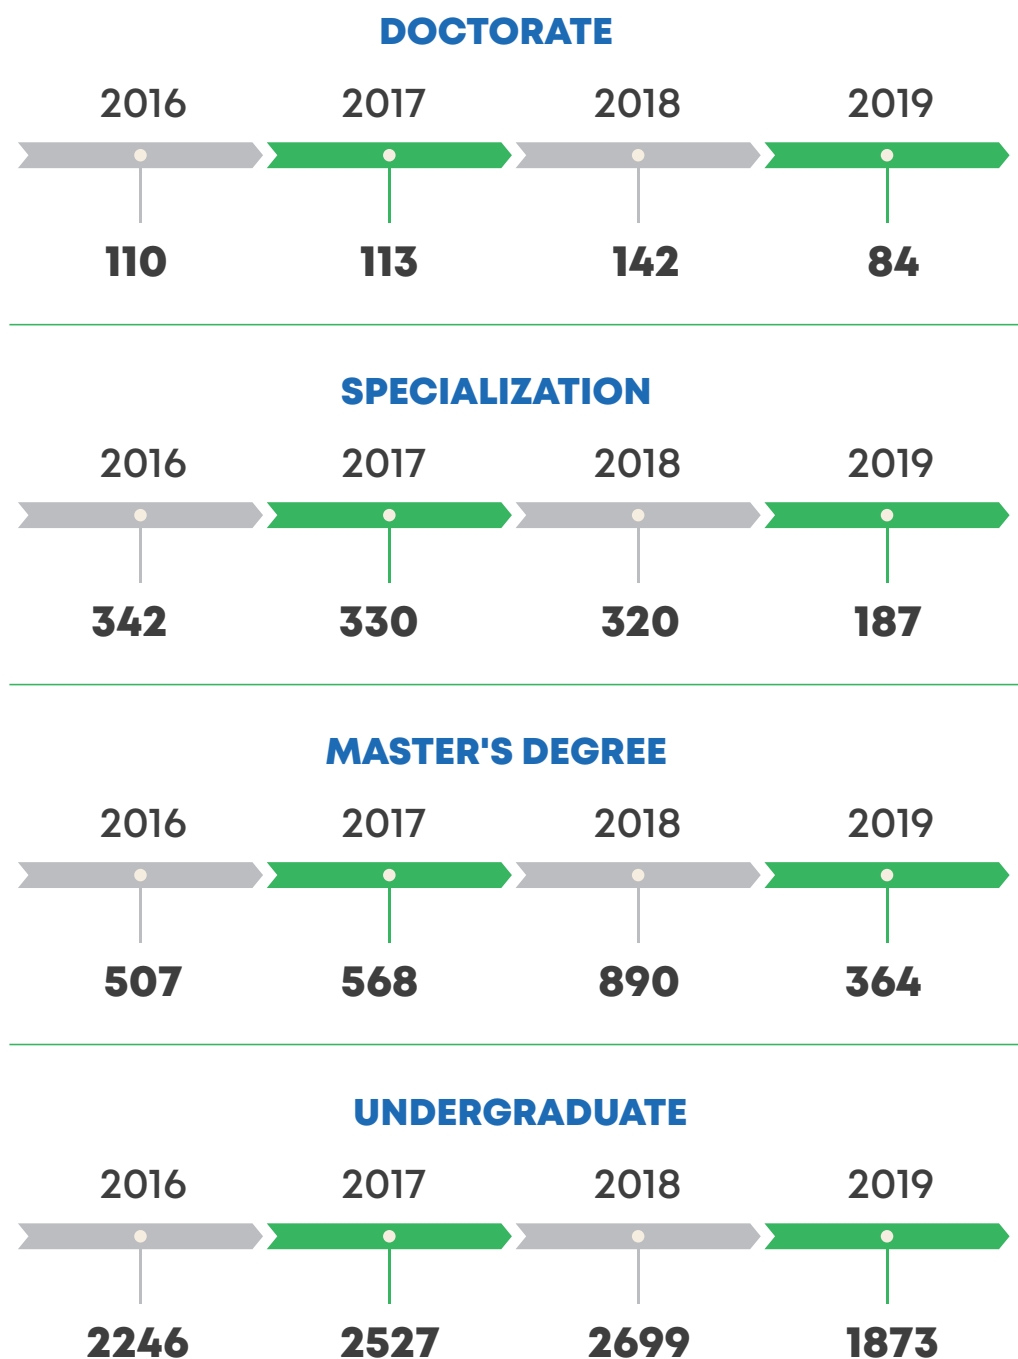 DOCTORATE
2016 2017 2018 2019
110 113 142 84
SPECIALIZATION
2016 2017 2018 2019
342 330 320 187
MASTER'S DEGREE
2016 2017 2018 2019
507 568 890 364
UNDERGRADUATE
2016 2017 2018 2019
2246 2527 2699 1873